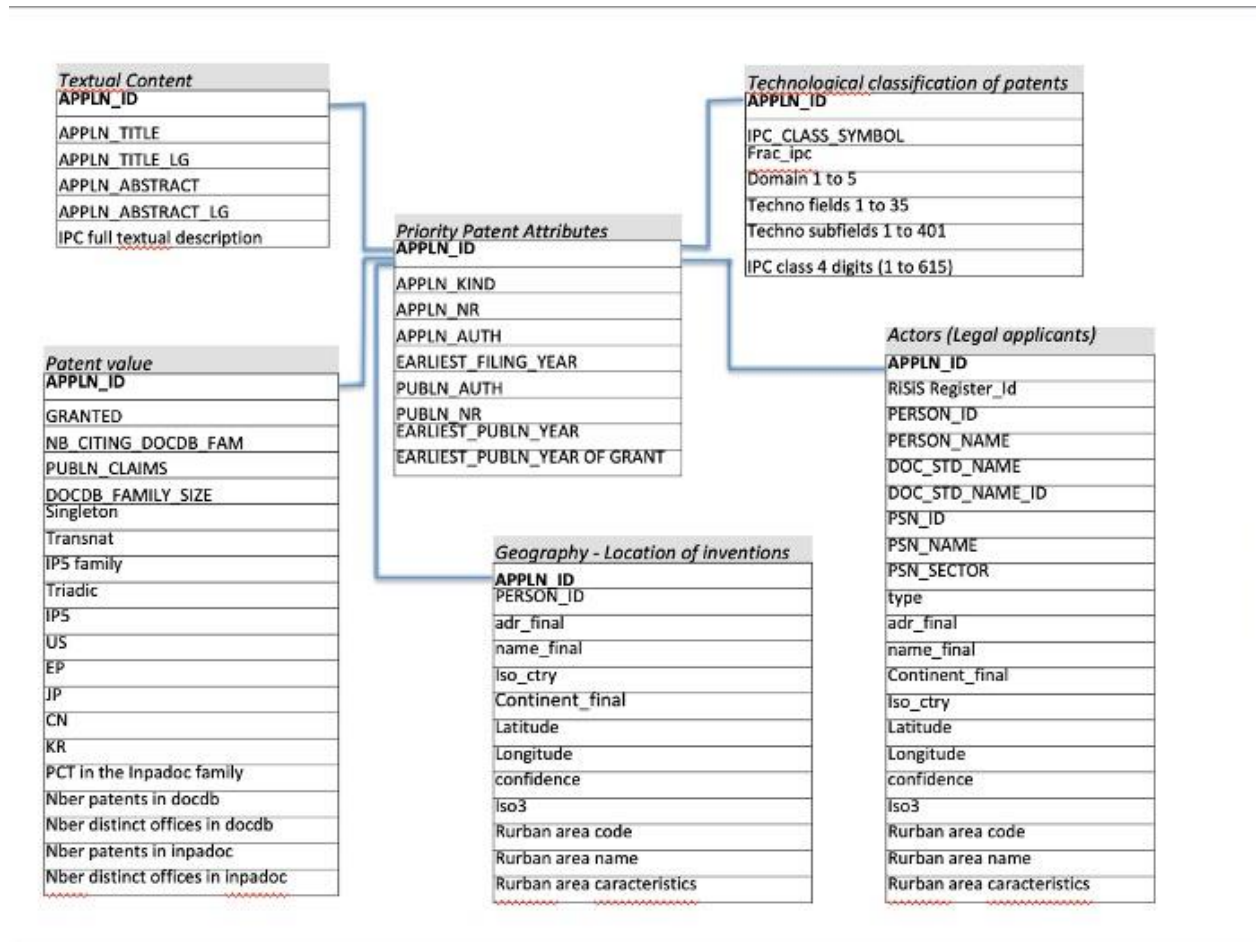 Textual Content
APPLN_ID
APPLN_TITLE
APPLN_TITLE_LG
APPLN_ABSTRACT
APPLN_ABSTRACT_LG
IPC full textual description
Technological classification of patents
APPLN_ID
IPC_CLASS_SYMBOL
Frac_ipc
Domain 1 to 5
Techno fields 1 to 35
Techno subfields 1 to 401
IPC class 4 digits (1 to 615)
Priority Patent Attributes
APPLN_ID
APPLN_KIND
APPLN_NR
APPLN_AUTH
EARLIEST_FILING_YEAR
PUBLN_AUTH
PUBLN_NR
EARLIEST_PUBLN_YEAR
EARLIEST_PUBLN_YEAR OF GRANT
Patent value
APPLN_ID
GRANTED
NB_CITING_DOCDB_FAM
PUBLN_CLAIMS
DOCDB_FAMILY_SIZE
Singleton
Transnat
IP5 family
Triadic
IP5
US
EP
JP
CN
KR
PCT in the Inpadoc family
Nber patents in docdb
Nber distinct offices in docdb
Nber patents in inpadoc
Nber distinct offices in inpadoc
Geography - Location of inventions
APPLN_ID
PERSON_ID
adr_final
name_final
Iso_ctry
Continent_final
Latitude
Longitude
confidence
Iso3
Rurban area code
Rurban area name
Rurban area caracteristics
Actors (Legal applicants)
APPLN_ID
RISIS Register_Id
PERSON_ID
PERSON_NAME
DOC_STD_NAME
DOC_STD_NAME_ID
PSN_ID
PSN_NAME
PSN_SECTOR
type
adr_final
name_final
Continent_final
Iso_ctry
Latitude
Longitude
confidence
Iso3
Rurban area code
Rurban area name
Rurban area caracteristics